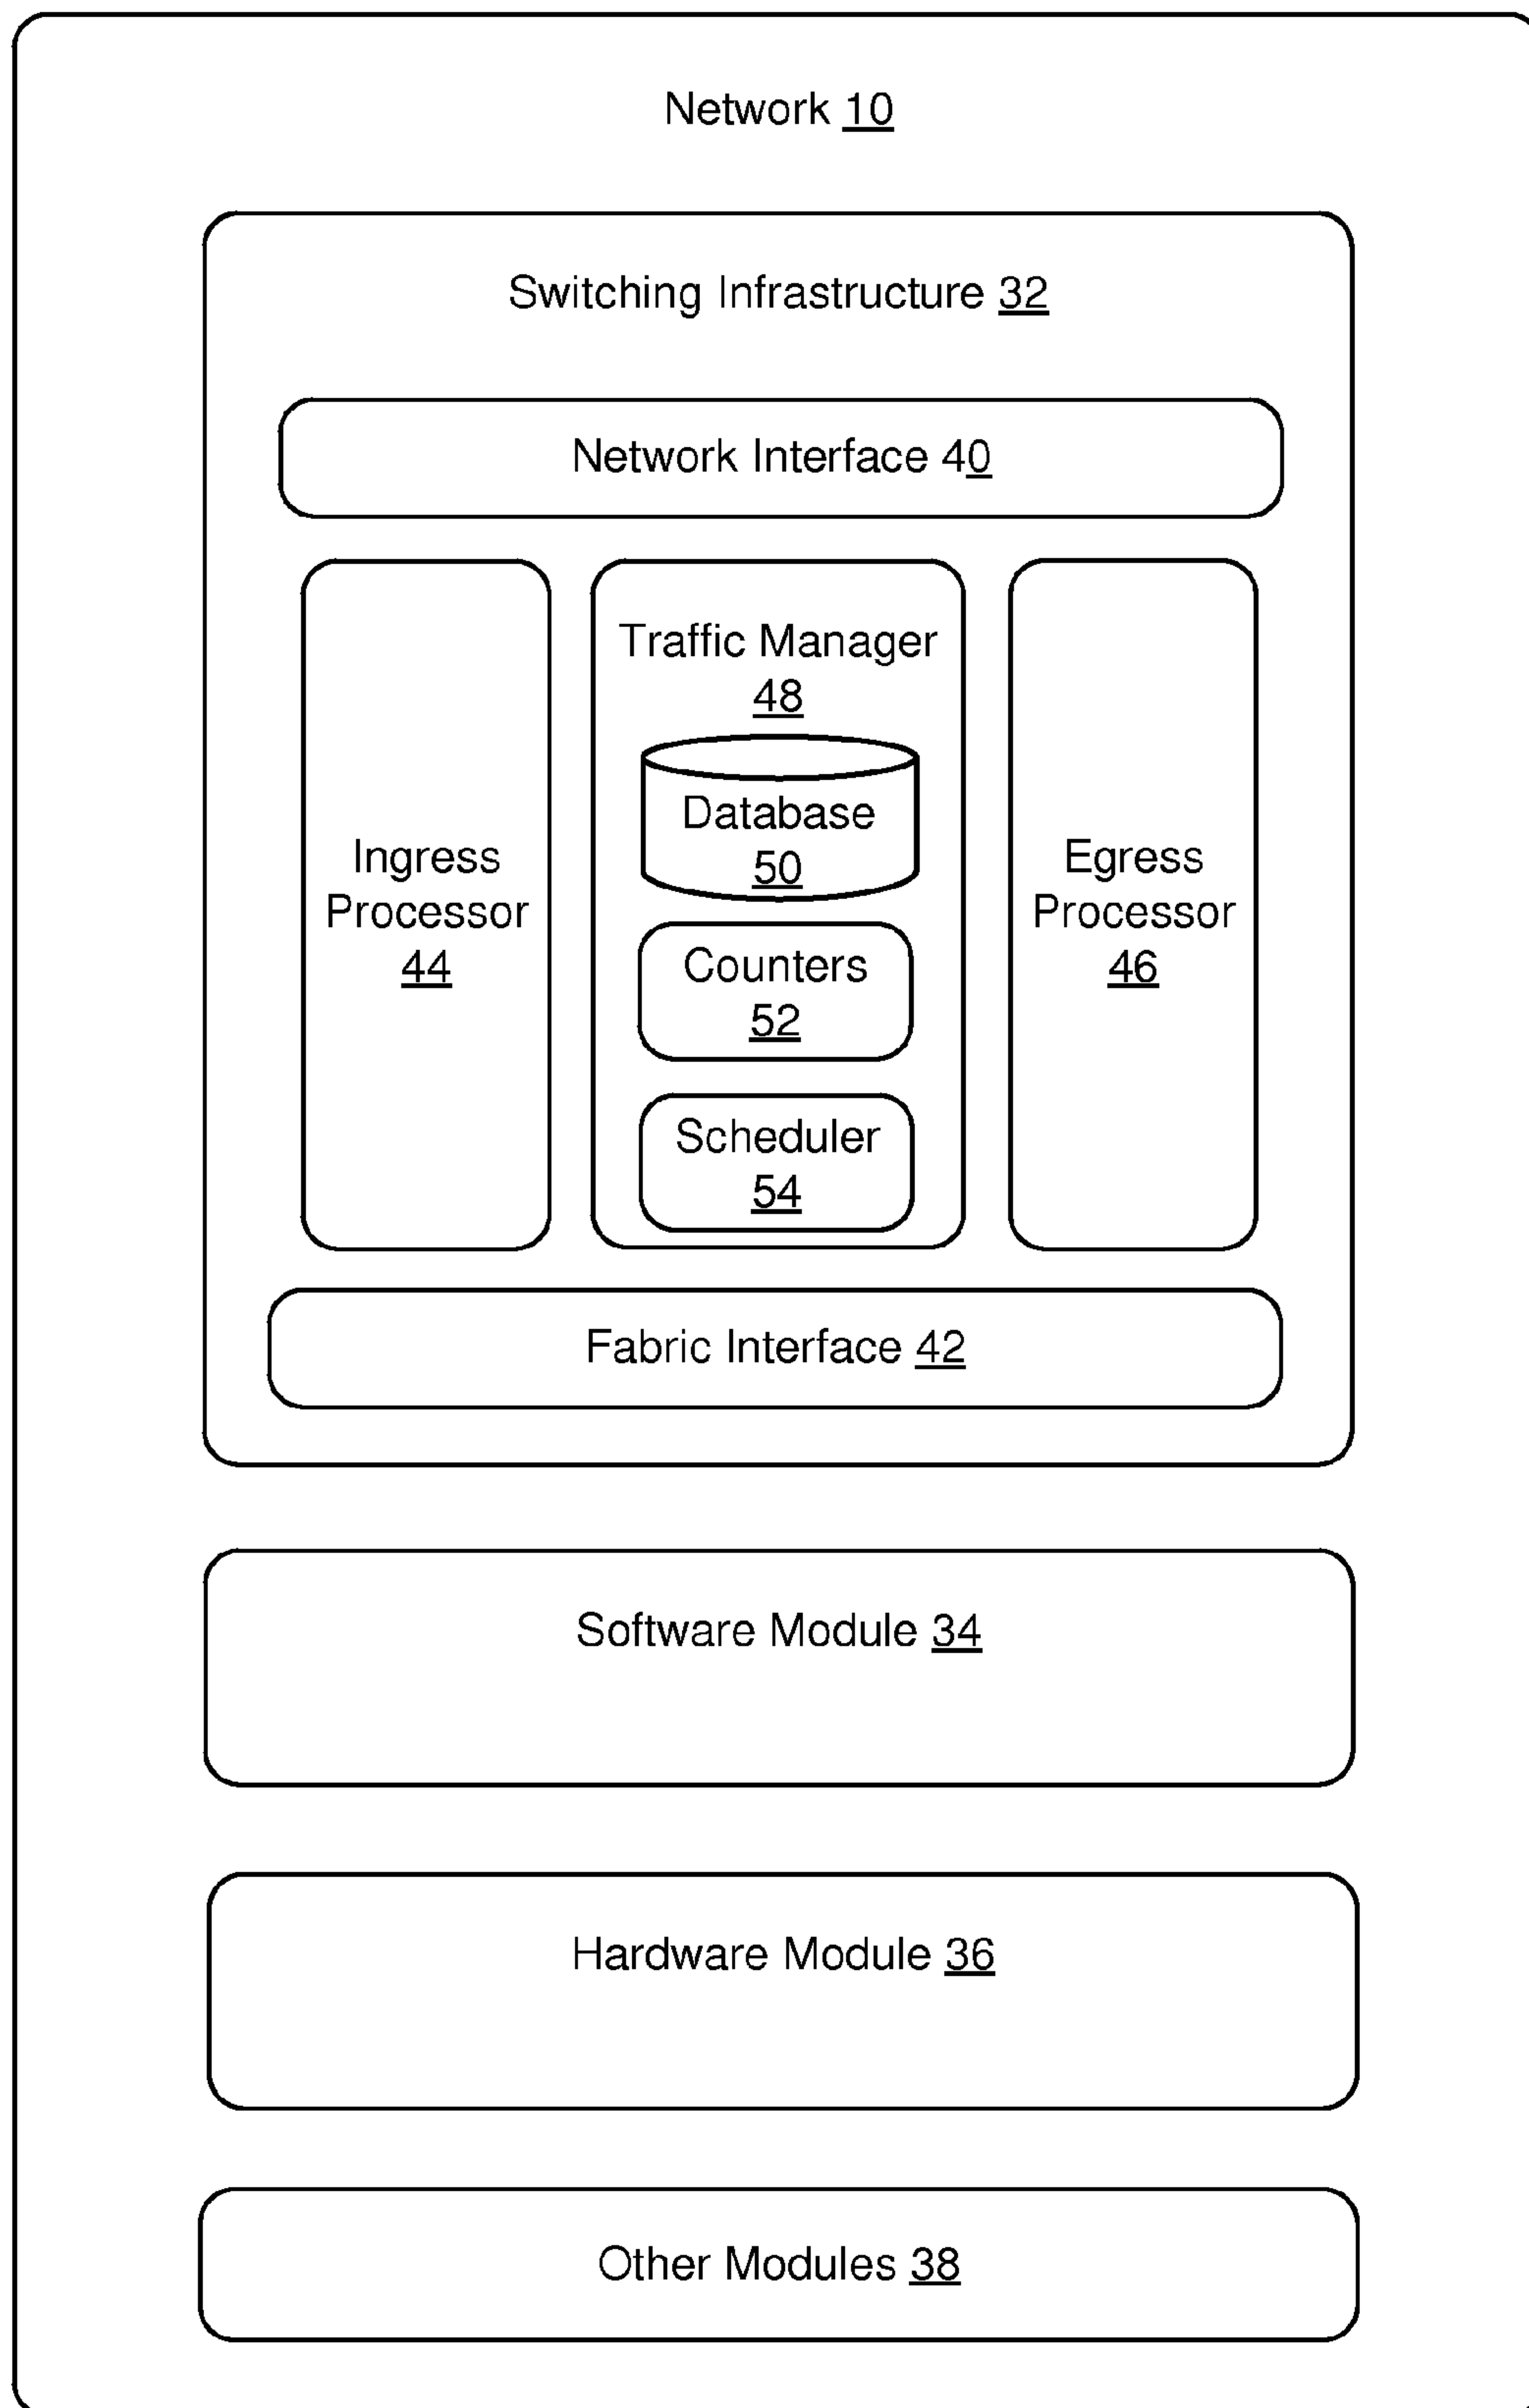 Network 10
Switching Infrastructure 32
Network Interface 40
Ingress
Processor
44
Traffic Manager
48
Database
50
Counters
52
Scheduler
54
Egress
Processor
46
Fabric Interface 42
Software Module 34
Hardware Module 36
Other Modules 38